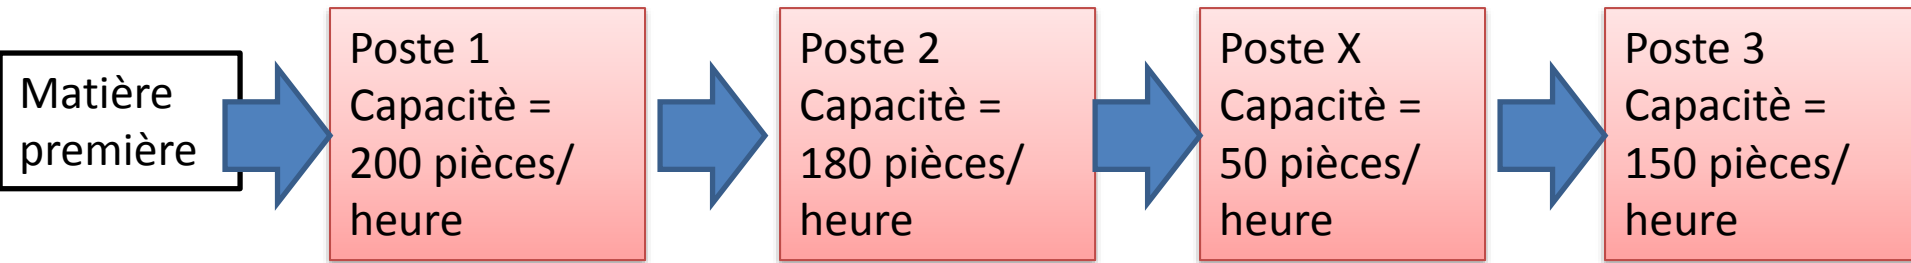 Matière
première
Poste 1
Capacitè =
200 pièces/
heure
Poste 2
Capacitè =
180 pièces/
heure
Poste X
Capacitè =
50 pièces/
heure
Poste 3
Capacitè =
150 pièces/
heure